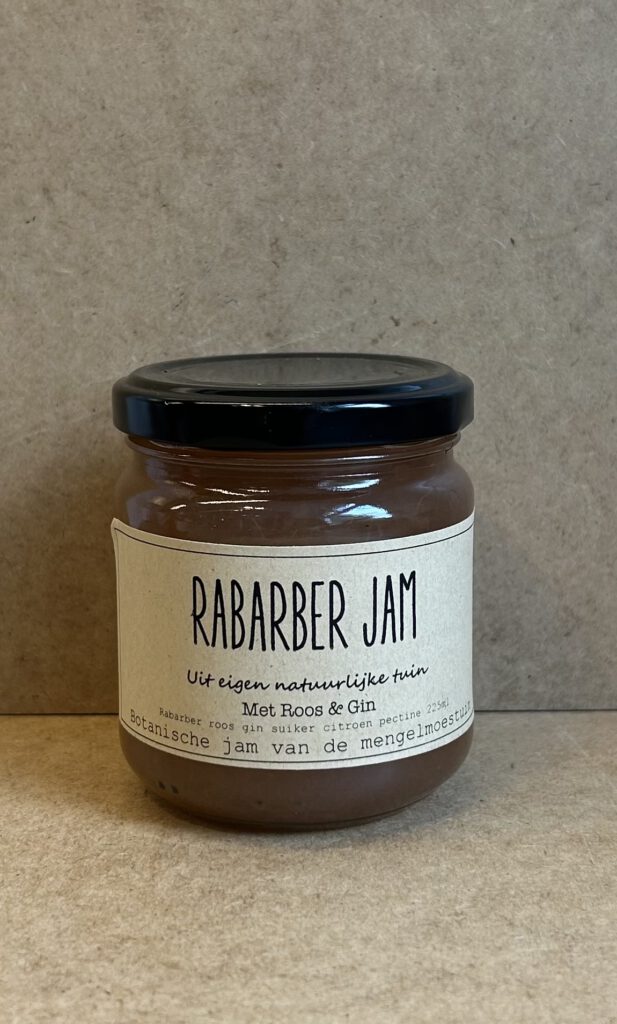 RABARBER JAM
Uit eigen natuurlijke tuin
Met Roos & Gin
Rabarber roos gin suiker citroen pectine 225ml
Botanische jam van de mengelmoestuin